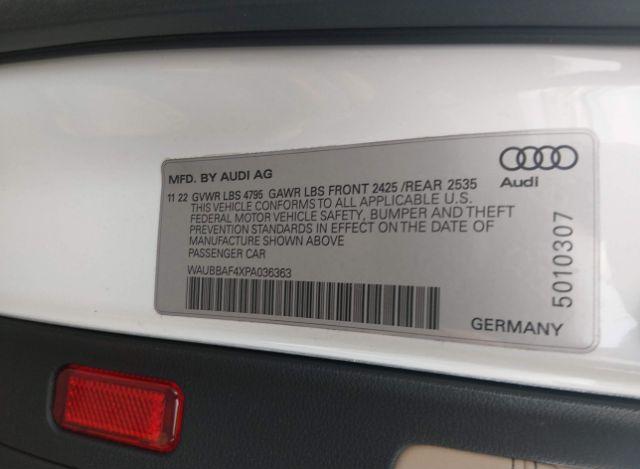 MFD. BY AUDI AG
11 22 GVWR LBS 4795 GAWR LBS FRONT 2425 /REAR 2535
THIS VEHICLE CONFORMS TO ALL APPLICABLE U.S.
FEDERAL MOTOR VEHICLE SAFETY, BUMPER AND THEFT
PREVENTION STANDARDS IN EFFECT ON THE DATE OF
MANUFACTURE SHOWN ABOVE
PASSENGER CAR
WAUBBAF4XPA036363
Audi
5010307
GERMANY